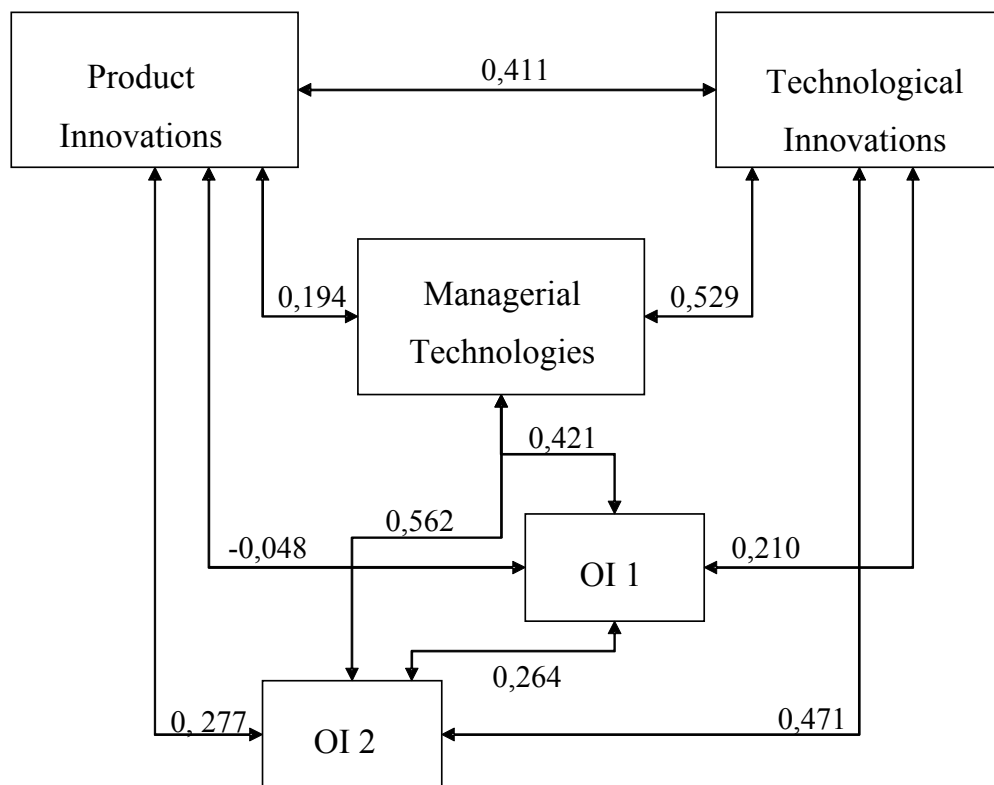 Product
Innovations
0,411
Technological
Innovations
0,194
Managerial
Technologies
0,529
0,421
0,562
-0,048
OI 1
0,210
0,264
0, 277
OI 2
0,471